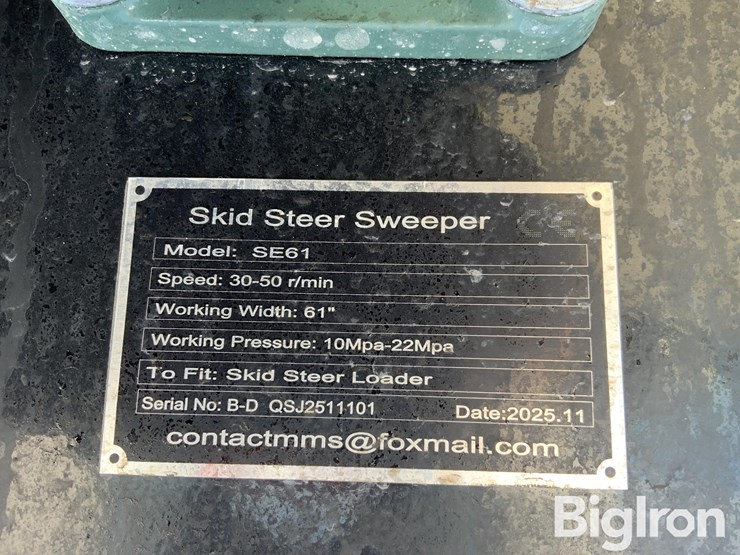 Skid Steer Sweeper CE
Model: SE61
Speed: 30-50 r/min
Working Width: 61"
Working Pressure: 10Mpa-22Mpa
To Fit: Skid Steer Loader
Serial No: B-D QSJ2511101 Date:2025.11
contactmms@foxmail.com
BigIron